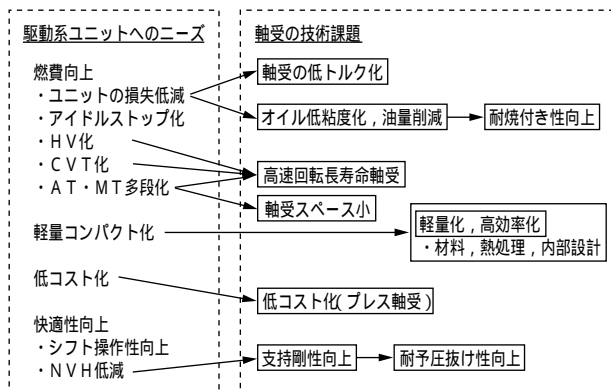 駆動系ユニットへのニーズ
軸受の技術課題
燃費向上
・ユニットの損失低減
・アイドルストップ化
・HV化
・CVT化
・AT・MT多段化
軽量コンパクト化
低コスト化
快適性向上
・シフト操作性向上
・NVH低減
軸受の低トルク化
オイル低粘度化,油量削減
耐焼付き性向上
高速回転長寿命軸受
軸受スペース小
軽量化,高効率化
・材料,熱処理,内部設計
低コスト化(プレス軸受)
支持剛性向上
耐予圧抜け性向上